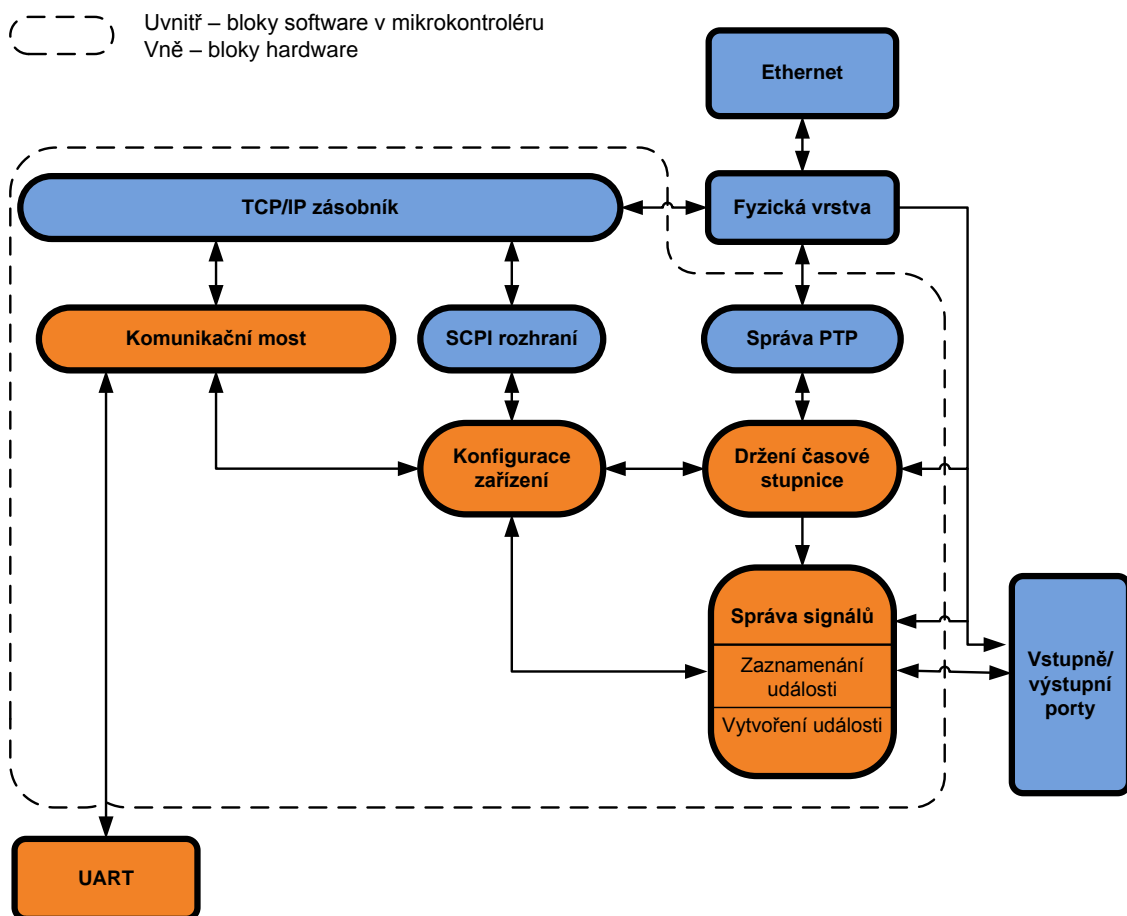 Uvnitř – bloky software v mikrokontroléru
Vně – bloky hardware
Ethernet
TCP/IP zásobník
Fyzická vrstva
Komunikační most
SCPI rozhraní
Správa PTP
Konfigurace
zařízení
Držení časové
stupnice
Správa signálů
Zaznamenání
události
Vytvoření události
Vstupně/
výstupní
porty
UART